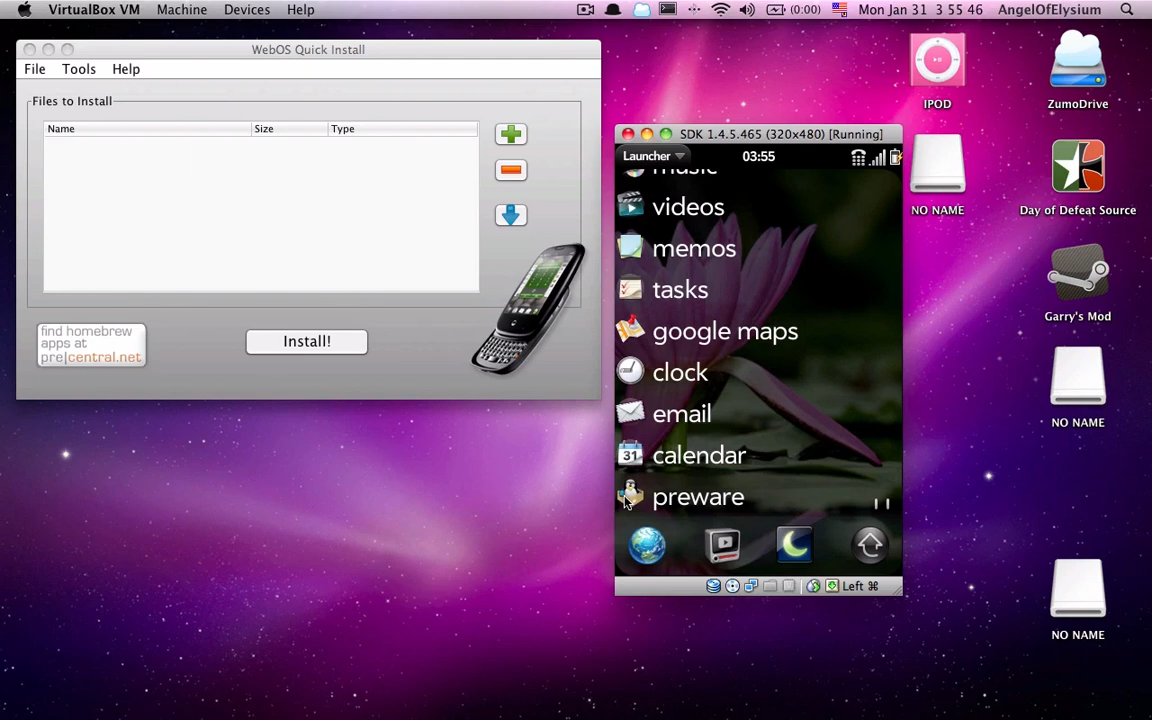 VirtualBox VM Machine Devices Help (0:00) Mon Jan 31 3 55 46 AngelOfElysium
WebOS Quick Install
File Tools Help
Files to Install
Name Size Type
find homebrew
apps at
pre|central.net
Install!
SDK 1.4.5.465 (320x480) [Running]
Launcher 03:55
music
videos
memos
tasks
google maps
clock
email
31 calendar
preware
Left ⌘
IPOD
ZumoDrive
NO NAME
Day of Defeat Source
Garry's Mod
NO NAME
NO NAME